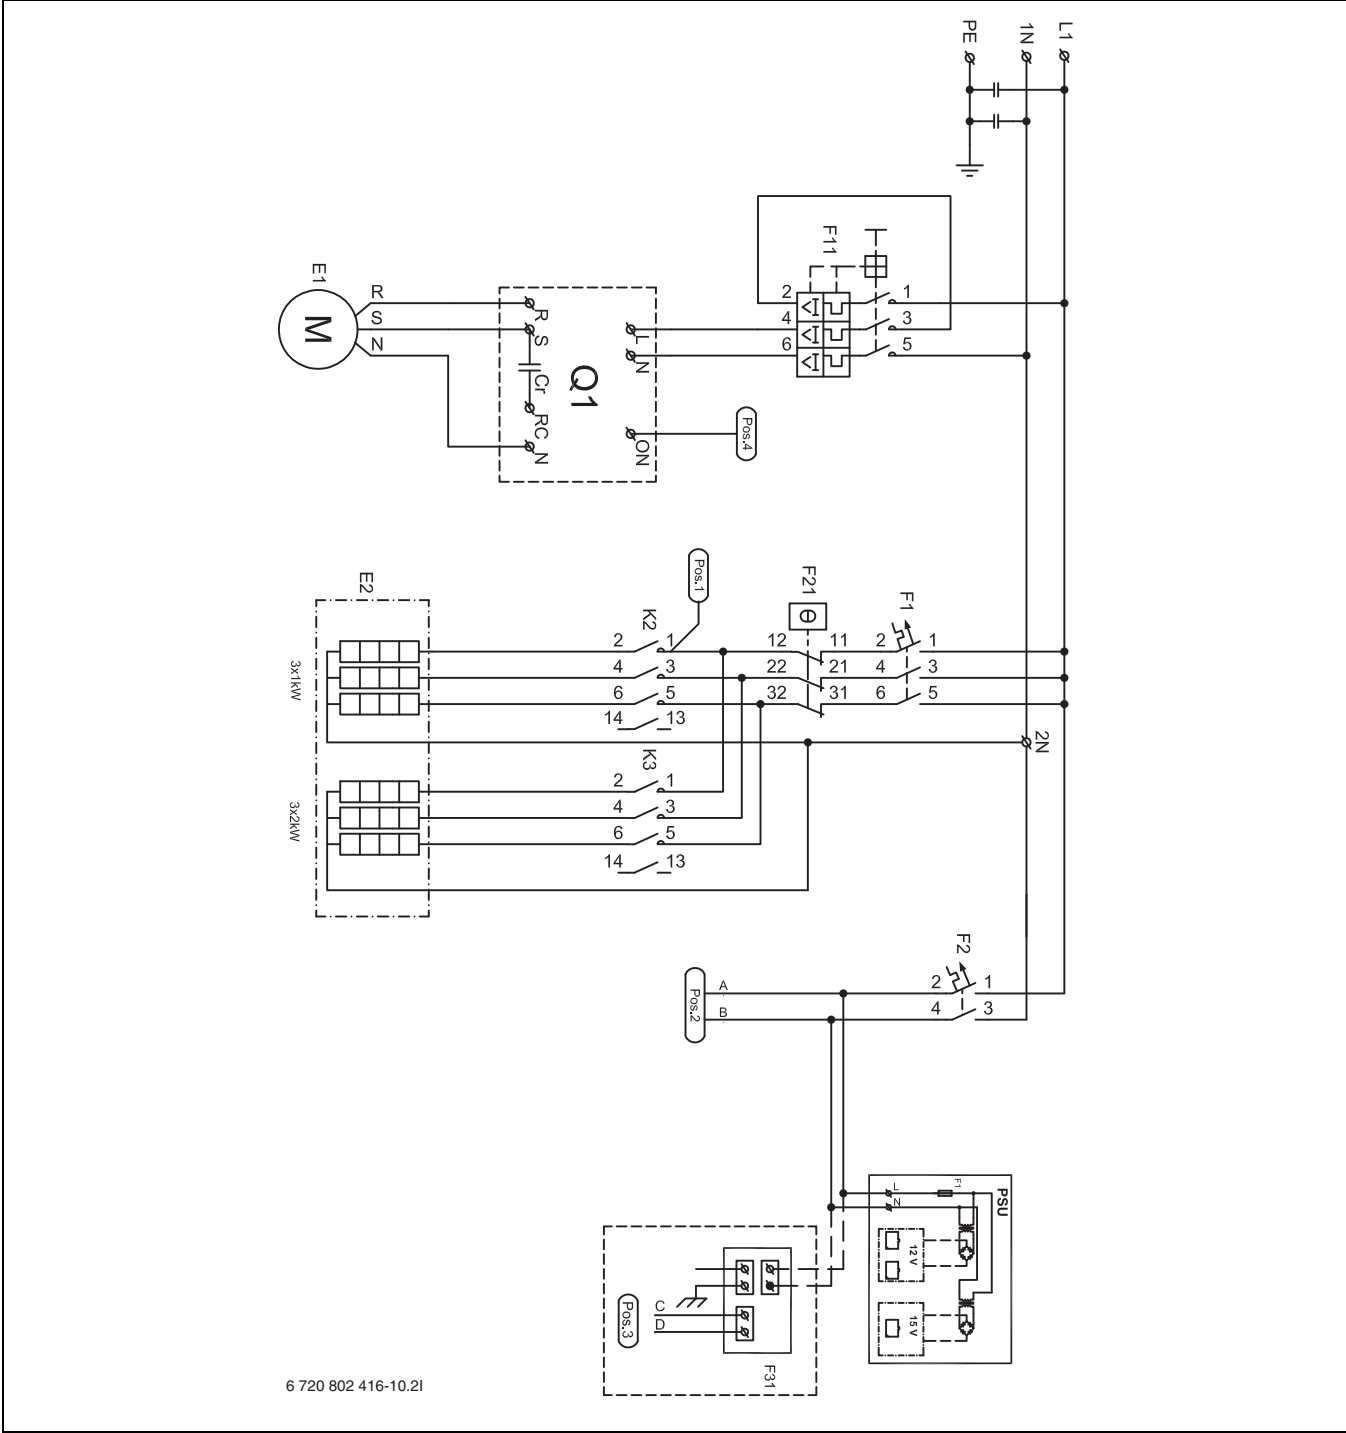 PE
1N
L1
F11
2
1
4
3
6
5
E1
M
R
S
N
R
S
Cr
RC
N
Q1
L
N
ON
Pos.4
Pos.1
F21
θ
F1
E2
K2
2
1
12
11
2
1
4
3
22
21
4
3
6
5
32
31
6
5
14
13
3x1kW
2N
K3
2
1
4
3
6
5
14
13
3x2kW
F2
2
1
4
3
Pos.2
A
B
PSU
L
N
F1
12 V
15 V
Pos.3
C
D
F31
6 720 802 416-10.2I